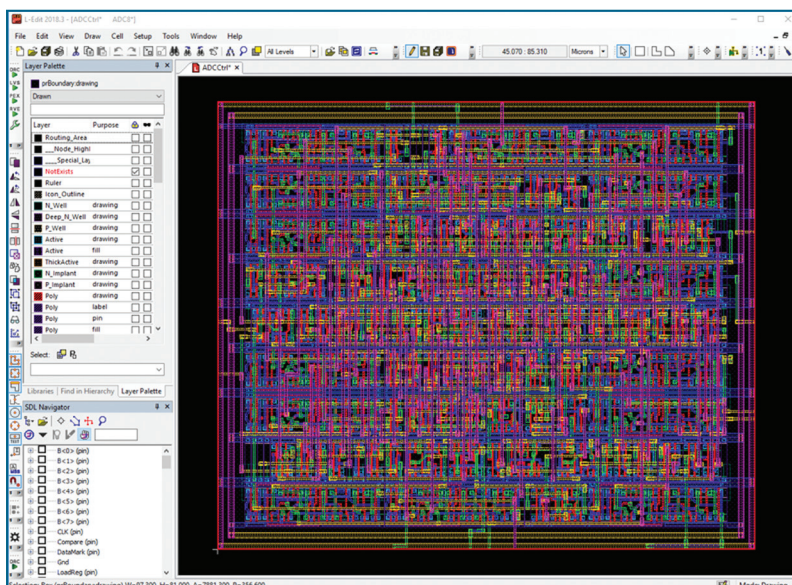 L-Edit 2018.3 - [ADCCtrl* ADC8*]
File Edit View Draw Cell Setup Tools Window Help
All Levels
45.070 : 85.310
Microns
Layer Palette
ADCCtrl*
prBoundary:drawing
Drawn
Layer Purpose
Routing_Area
___Node_Highl
____Special_Lay
NotExists
Ruler
Icon_Outline
N_Well drawing
Deep_N_Well drawing
P_Well drawing
Active drawing
Active fill
ThickActive drawing
N_Implant drawing
P_Implant drawing
Poly drawing
Poly label
Poly pin
Poly fill
Select:
Libraries Find in Hierarchy Layer Palette
SDL Navigator
B<0> (pin)
B<1> (pin)
B<2> (pin)
B<3> (pin)
B<4> (pin)
B<5> (pin)
B<6> (pin)
B<7> (pin)
CLK (pin)
Compare (pin)
DataMark (pin)
Gnd
LoadReg (pin)